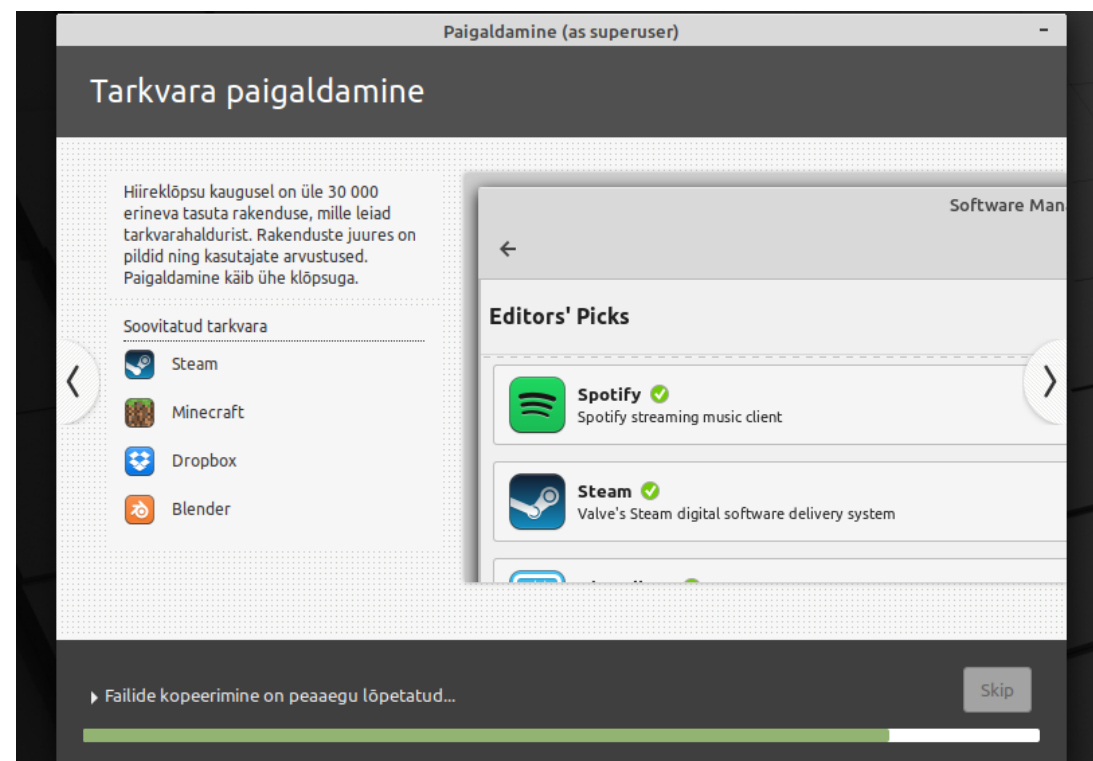 Paigaldamine (as superuser)
Tarkvara paigaldamine
Hiireklõpsu kaugusel on üle 30 000
erineva tasuta rakenduse, mille leiad
tarkvarahaldurist. Rakenduste juures on
pildid ning kasutajate arvustused.
Paigaldamine käib ühe klõpsuga.
Soovitatud tarkvara
Steam
Minecraft
Dropbox
Blender
Software Man
Editors' Picks
Spotify
Spotify streaming music client
Steam
Valve's Steam digital software delivery system
Failide kopeerimine on peaaegu lõpetatud...
Skip